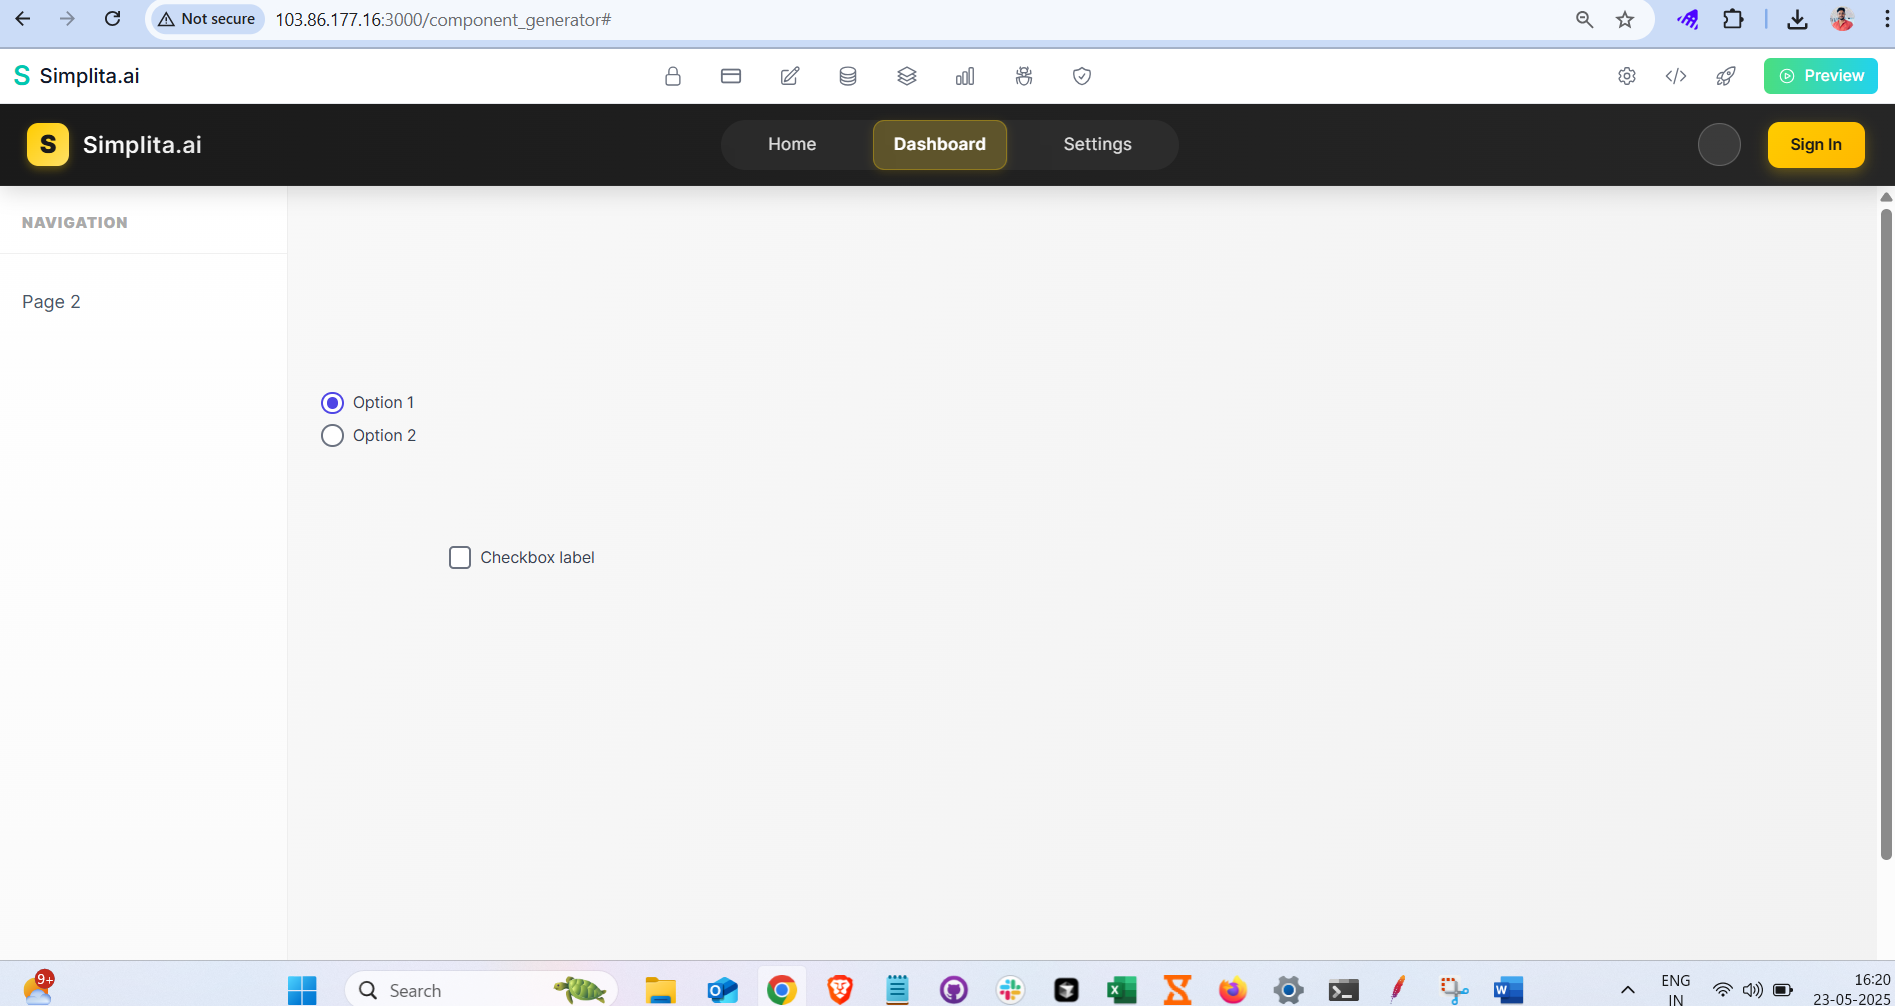 Not secure
103.86.177.16:3000/component_generator#
S Simplita.ai
Preview
S Simplita.ai
Home
Dashboard
Settings
Sign In
NAVIGATION
Page 2
Option 1
Option 2
Checkbox label
9+
Search
ENG
IN
16:20
23-05-2025